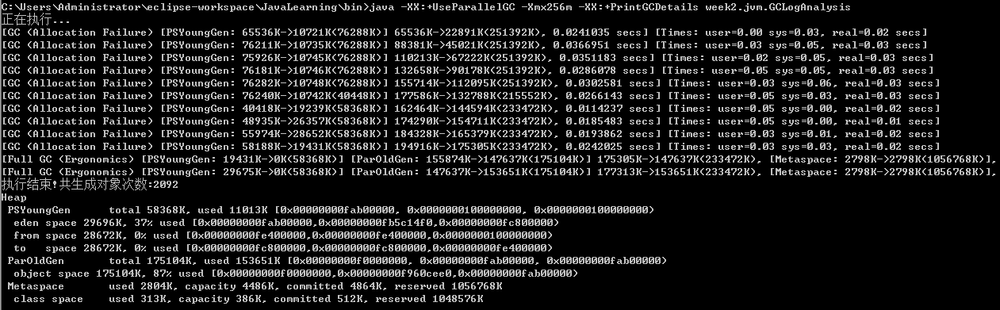 C:\Users\Administrator\eclipse-workspace\JavaLearning\bin>java -XX:+UseParallelGC -Xmx256m -XX:+PrintGCDetails week2.jvm.GCLogAnalysis
正在执行...
[GC (Allocation Failure) [PSYoungGen: 65536K->10721K(76288K)] 65536K->22891K(251392K), 0.0241035 secs] [Times: user=0.00 sys=0.03, real=0.02 secs]
[GC (Allocation Failure) [PSYoungGen: 76211K->10735K(76288K)] 88381K->45021K(251392K), 0.0366951 secs] [Times: user=0.03 sys=0.05, real=0.03 secs]
[GC (Allocation Failure) [PSYoungGen: 75926K->10745K(76288K)] 110213K->67222K(251392K), 0.0351183 secs] [Times: user=0.02 sys=0.05, real=0.03 secs]
[GC (Allocation Failure) [PSYoungGen: 76181K->10746K(76288K)] 132658K->90178K(251392K), 0.0286078 secs] [Times: user=0.05 sys=0.05, real=0.03 secs]
[GC (Allocation Failure) [PSYoungGen: 76282K->10748K(76288K)] 155714K->112095K(251392K), 0.0302581 secs] [Times: user=0.03 sys=0.06, real=0.03 secs]
[GC (Allocation Failure) [PSYoungGen: 76240K->10742K(40448K)] 177586K->132788K(215552K), 0.0266143 secs] [Times: user=0.05 sys=0.03, real=0.03 secs]
[GC (Allocation Failure) [PSYoungGen: 40418K->19239K(58368K)] 162464K->144594K(233472K), 0.0114237 secs] [Times: user=0.05 sys=0.00, real=0.02 secs]
[GC (Allocation Failure) [PSYoungGen: 48935K->26357K(58368K)] 174290K->154711K(233472K), 0.0185483 secs] [Times: user=0.05 sys=0.00, real=0.01 secs]
[GC (Allocation Failure) [PSYoungGen: 55974K->28652K(58368K)] 184328K->165379K(233472K), 0.0193862 secs] [Times: user=0.03 sys=0.01, real=0.02 secs]
[GC (Allocation Failure) [PSYoungGen: 58188K->19431K(58368K)] 194916K->175305K(233472K), 0.0242025 secs] [Times: user=0.03 sys=0.03, real=0.02 secs]
[Full GC (Ergonomics) [PSYoungGen: 19431K->0K(58368K)] [ParOldGen: 155874K->147637K(175104K)] 175305K->147637K(233472K), [Metaspace: 2798K->2798K(1056768K)],
[Full GC (Ergonomics) [PSYoungGen: 29675K->0K(58368K)] [ParOldGen: 147637K->153651K(175104K)] 177313K->153651K(233472K), [Metaspace: 2798K->2798K(1056768K)],
执行结束!共生成对象次数:2092
Heap
 PSYoungGen      total 58368K, used 11013K [0x00000000fab00000, 0x0000000100000000, 0x0000000100000000)
  eden space 29696K, 37% used [0x00000000fab00000,0x00000000fb5c14f0,0x00000000fc800000)
  from space 28672K, 0% used [0x00000000fe400000,0x00000000fe400000,0x0000000100000000)
  to   space 28672K, 0% used [0x00000000fc800000,0x00000000fc800000,0x00000000fe400000)
 ParOldGen       total 175104K, used 153651K [0x00000000f0000000, 0x00000000fab00000, 0x00000000fab00000)
  object space 175104K, 87% used [0x00000000f0000000,0x00000000f960cee0,0x00000000fab00000)
 Metaspace       used 2804K, capacity 4486K, committed 4864K, reserved 1056768K
  class space    used 313K, capacity 386K, committed 512K, reserved 1048576K